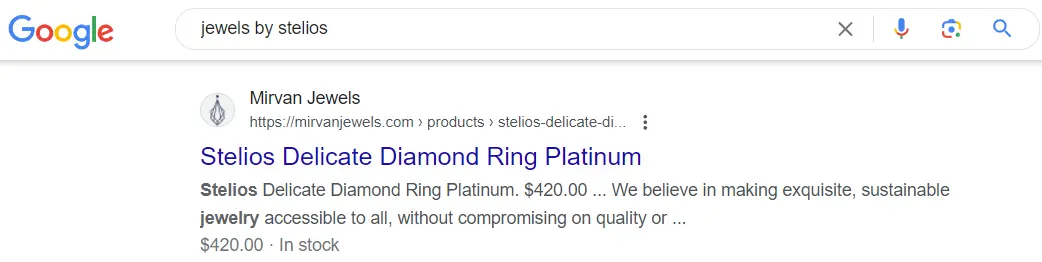 Google jewels by stelios
Mirvan Jewels
https://mirvanjewels.com › products › stelios-delicate-di...
Stelios Delicate Diamond Ring Platinum
Stelios Delicate Diamond Ring Platinum. $420.00 ... We believe in making exquisite, sustainable
jewelry accessible to all, without compromising on quality or ...
$420.00 · In stock